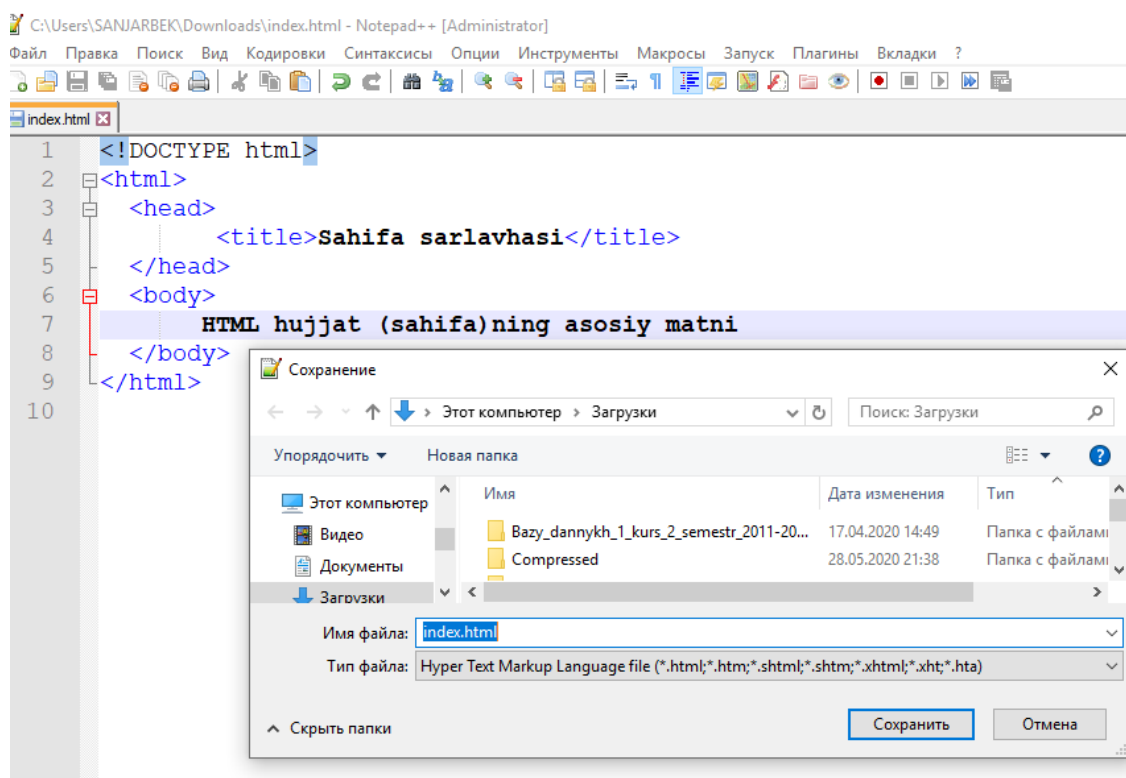 C:\Users\SANJARBEK\Downloads\index.html - Notepad++ [Administrator]
Файл Правка Поиск Вид Кодировки Синтаксисы Опции Инструменты Макросы Запуск Плагины Вкладки ?
index.html
1 <!DOCTYPE html>
2 <html>
3 <head>
4 <title>Sahifa sarlavhasi</title>
5 </head>
6 <body>
7 HTML hujjat (sahifa)ning asosiy matni
8 </body>
9 </html>
10
Сохранение
Этот компьютер › Загрузки
Поиск: Загрузки
Упорядочить Новая папка
Этот компьютер
Видео
Документы
Загрузки
Имя Дата изменения Тип
Bazy_dannykh_1_kurs_2_semestr_2011-20... 17.04.2020 14:49 Папка с файлами
Compressed 28.05.2020 21:38 Папка с файлами
Имя файла: index.html
Тип файла: Hyper Text Markup Language file (*.html;*.htm;*.shtml;*.shtm;*.xhtml;*.xht;*.hta)
Скрыть папки
Сохранить Отмена